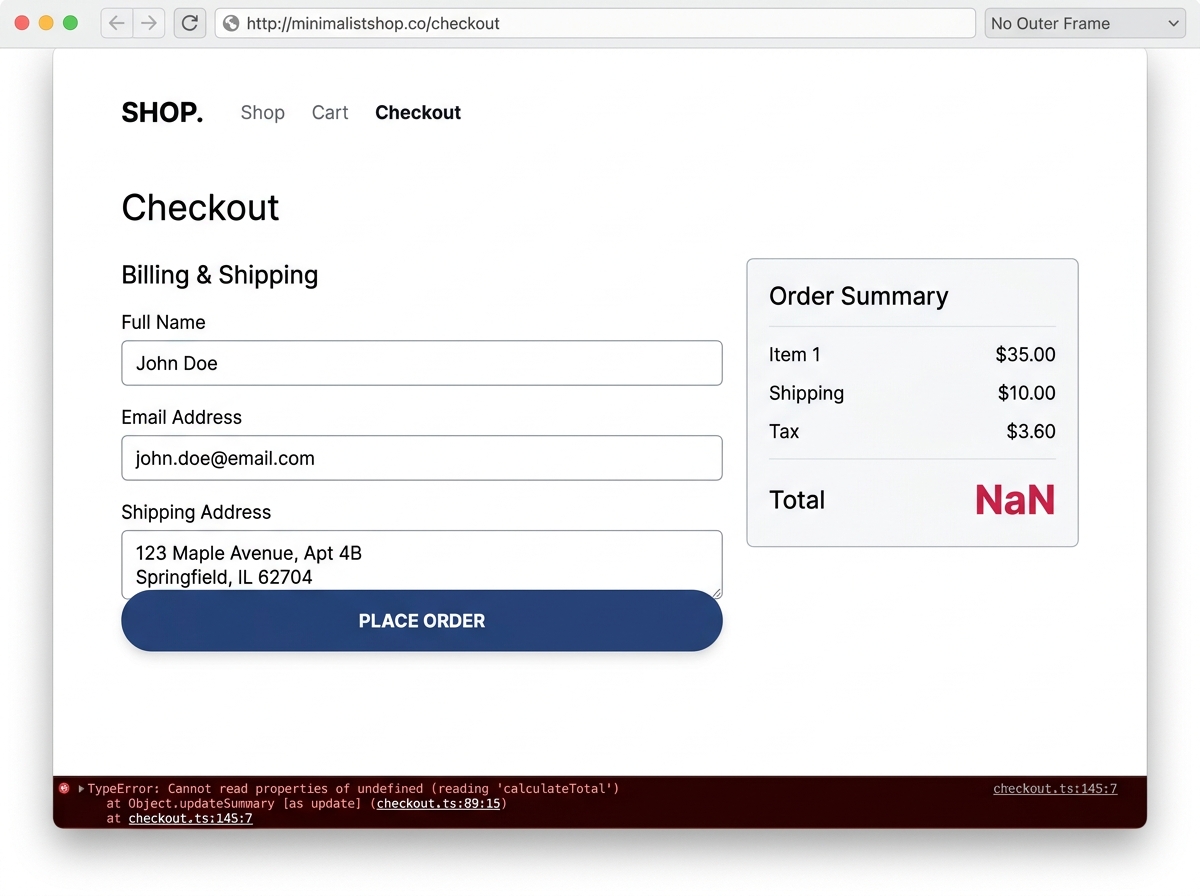 http://minimalistshop.co/checkout
No Outer Frame
SHOP.
Shop
Cart
Checkout
Checkout
Billing & Shipping
Full Name
John Doe
Email Address
john.doe@email.com
Shipping Address
123 Maple Avenue, Apt 4B
Springfield, IL 62704
PLACE ORDER
Order Summary
Item 1 $35.00
Shipping $10.00
Tax $3.60
Total NaN
TypeError: Cannot read properties of undefined (reading 'calculateTotal') checkout.ts:145:7
at Object.updateSummary [as update] (checkout.ts:89:15)
at checkout.ts:145:7